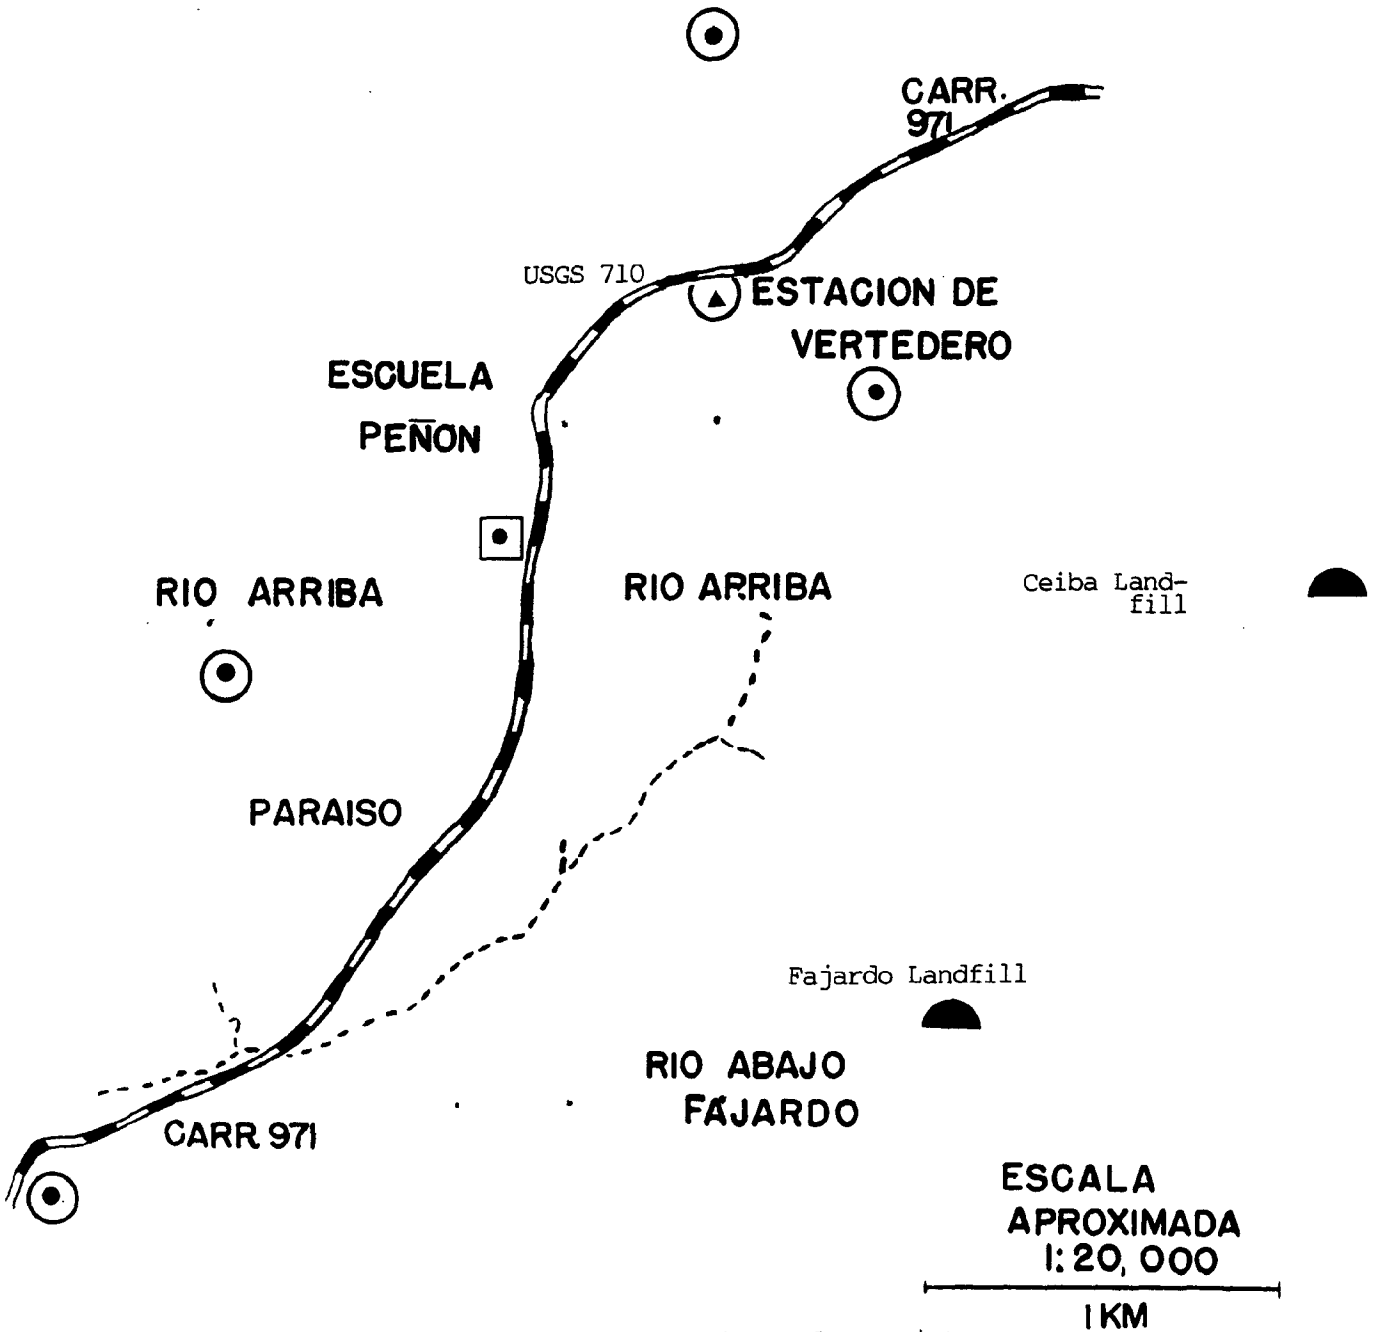 CARR.
971
USGS 710
ESTACION DE
VERTEDERO
ESCUELA
PEÑON
RIO ARRIBA
RIO ARRIBA
Ceiba Land-
fill
PARAISO
Fajardo Landfill
RIO ABAJO
FAJARDO
CARR 971
ESCALA
APROXIMADA
1:20,000
1 KM